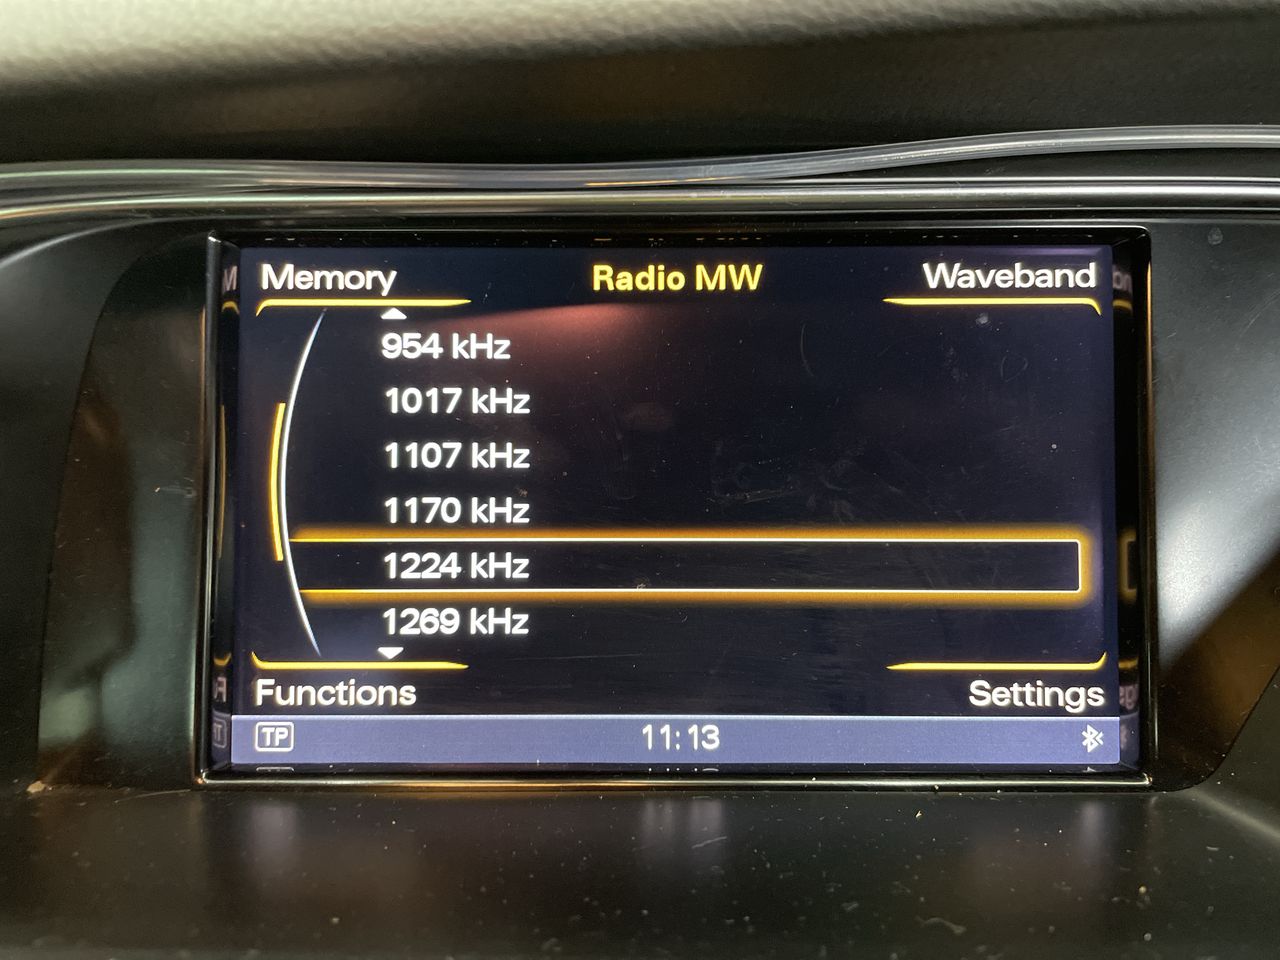 Memory Radio MW Waveband
954 kHz
1017 kHz
1107 kHz
1170 kHz
1224 kHz
1269 kHz
Functions Settings
TP 11:13